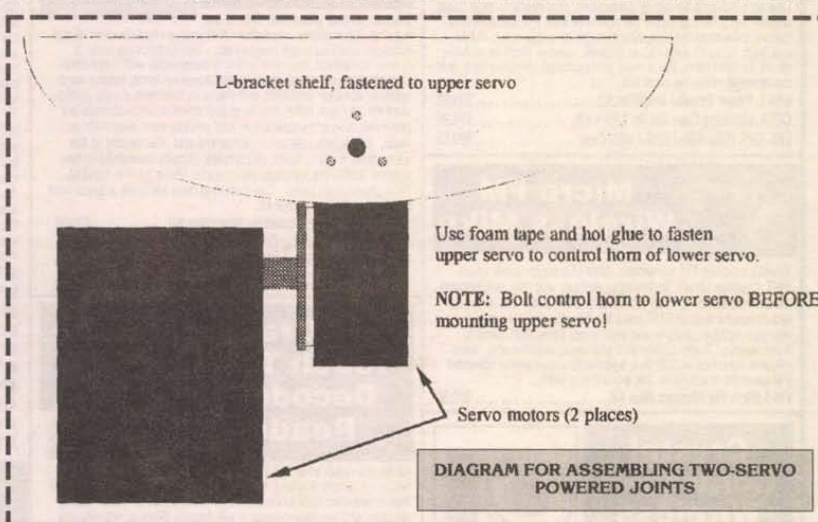 L-bracket shelf, fastened to upper servo
Use foam tape and hot glue to fasten
upper servo to control horn of lower servo.
NOTE: Bolt control horn to lower servo BEFORE
mounting upper servo!
Servo motors (2 places)
DIAGRAM FOR ASSEMBLING TWO-SERVO
POWERED JOINTS